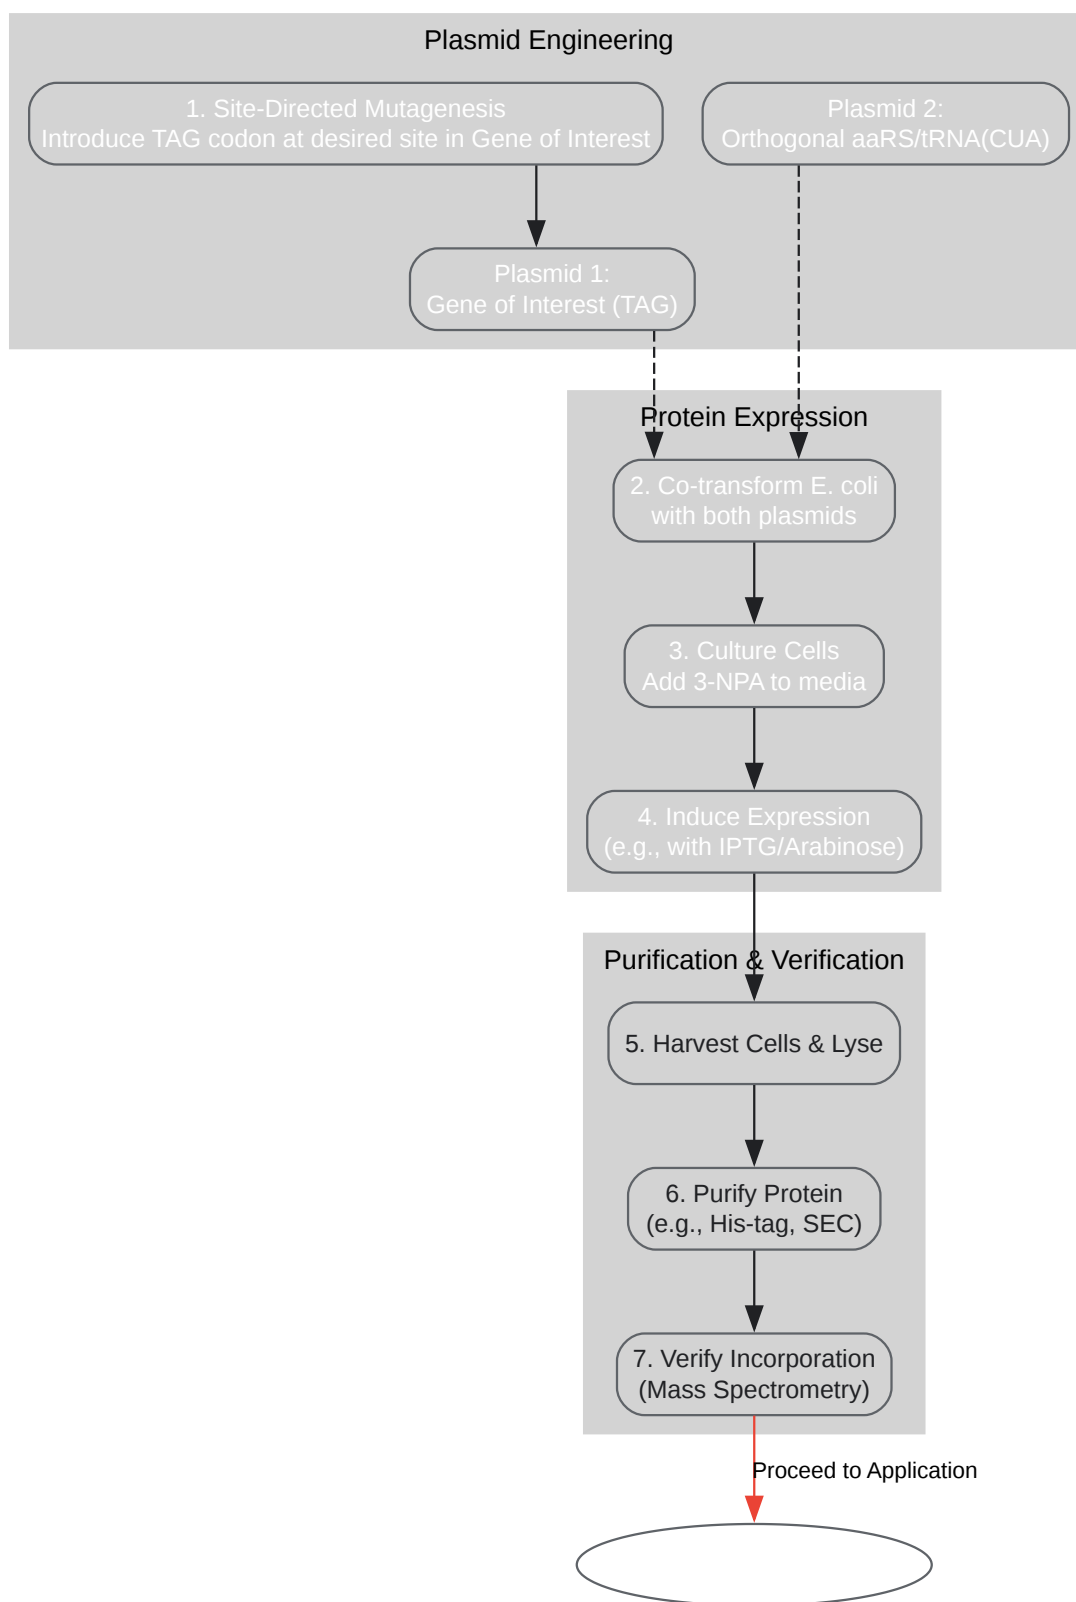 Plasmid Engineering
1. Site-Directed Mutagenesis
Introduce TAG codon at desired site in Gene of Interest
Plasmid 2:
Orthogonal aaRS/tRNA(CUA)
Plasmid 1:
Gene of Interest (TAG)
Protein Expression
2. Co-transform E. coli
with both plasmids
3. Culture Cells
Add 3-NPA to media
4. Induce Expression
(e.g., with IPTG/Arabinose)
Purification & Verification
5. Harvest Cells & Lyse
6. Purify Protein
(e.g., His-tag, SEC)
7. Verify Incorporation
(Mass Spectrometry)
Proceed to Application